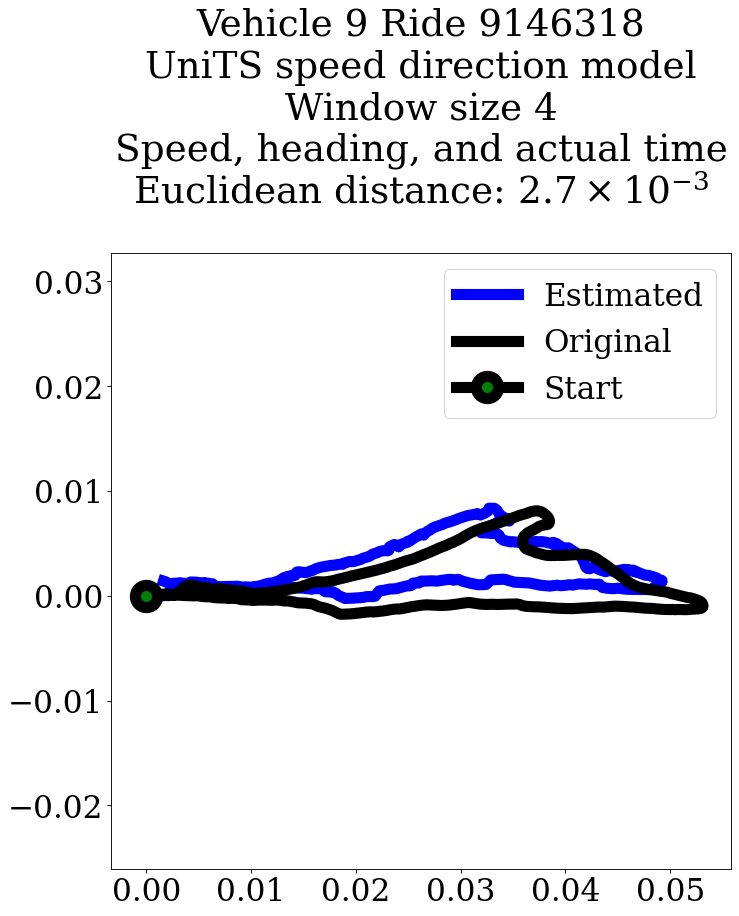 Vehicle 9 Ride 9146318
UniTS speed direction model
Window size 4
Speed, heading, and actual time
Euclidean distance: 2.7 × 10⁻³
Estimated
Original
Start
0.03
0.02
0.01
0.00
−0.01
−0.02
0.00 0.01 0.02 0.03 0.04 0.05